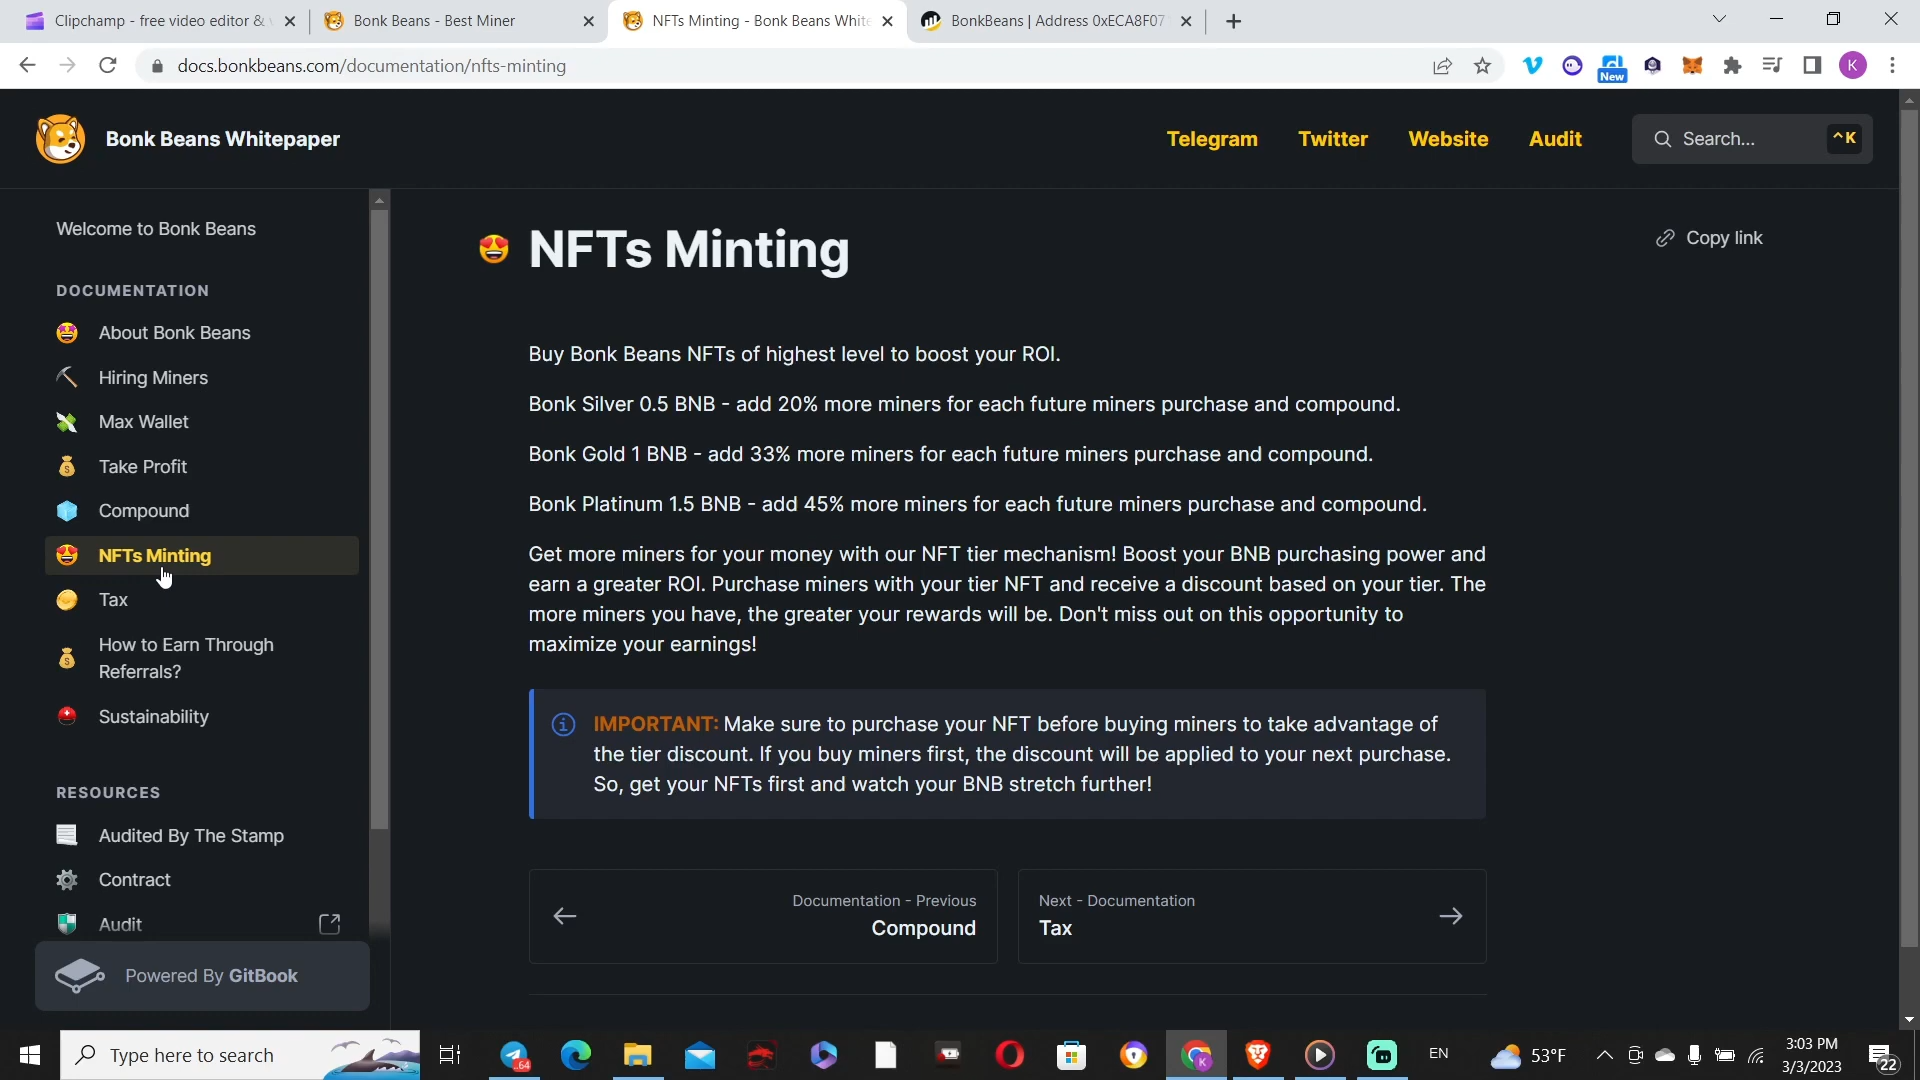 Clipchamp - free video editor &
Bonk Beans - Best Miner
NFTs Minting - Bonk Beans White
BonkBeans | Address 0xECA8F07
docs.bonkbeans.com/documentation/nfts-minting
New
K
Bonk Beans Whitepaper
Telegram
Twitter
Website
Audit
Search...
^K
Welcome to Bonk Beans
DOCUMENTATION
About Bonk Beans
Hiring Miners
Max Wallet
Take Profit
Compound
NFTs Minting
Tax
How to Earn Through
Referrals?
Sustainability
RESOURCES
Audited By The Stamp
Contract
Audit
Powered By GitBook
NFTs Minting
Copy link
Buy Bonk Beans NFTs of highest level to boost your ROI.
Bonk Silver 0.5 BNB - add 20% more miners for each future miners purchase and compound.
Bonk Gold 1 BNB - add 33% more miners for each future miners purchase and compound.
Bonk Platinum 1.5 BNB - add 45% more miners for each future miners purchase and compound.
Get more miners for your money with our NFT tier mechanism! Boost your BNB purchasing power and
earn a greater ROI. Purchase miners with your tier NFT and receive a discount based on your tier. The
more miners you have, the greater your rewards will be. Don't miss out on this opportunity to
maximize your earnings!
IMPORTANT: Make sure to purchase your NFT before buying miners to take advantage of
the tier discount. If you buy miners first, the discount will be applied to your next purchase.
So, get your NFTs first and watch your BNB stretch further!
Documentation - Previous
Compound
Next - Documentation
Tax
Type here to search
64
K
EN
53°F
3:03 PM
3/3/2023
22